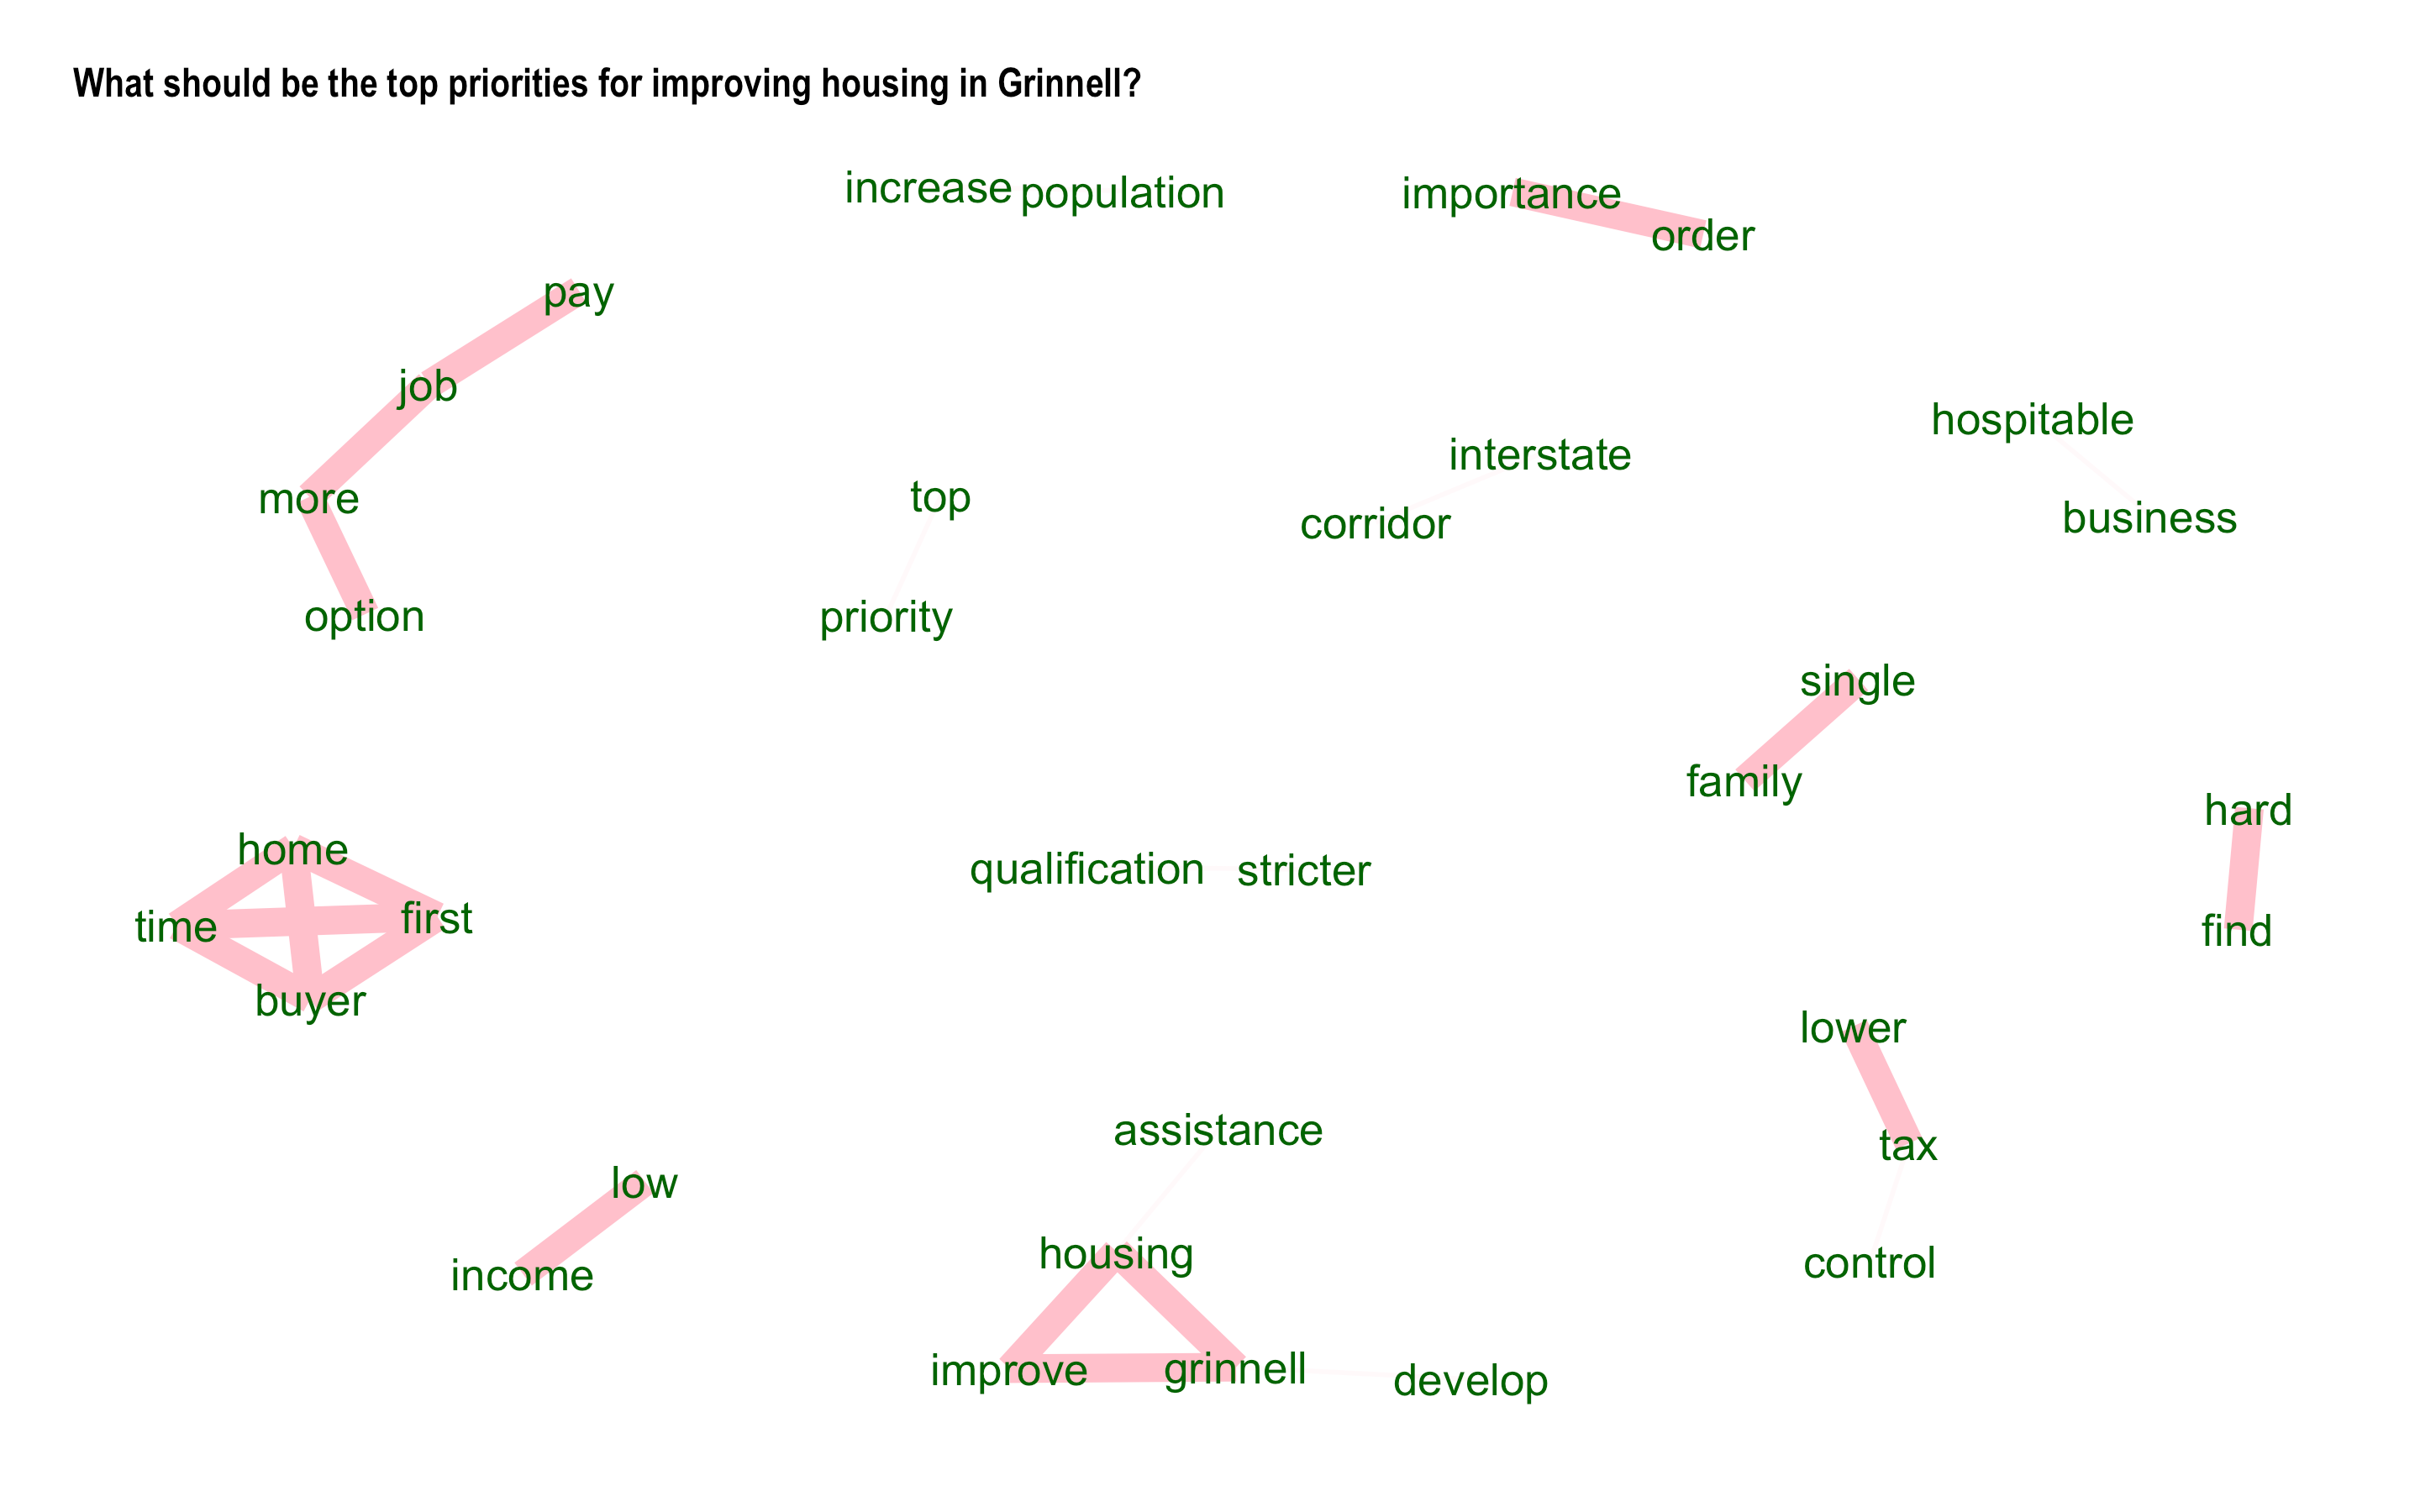 What should be the top priorities for improving housing in Grinnell?
increase population
importance
order
pay
job
hospitable
interstate
more
top
corridor
business
option
priority
single
family
hard
home
qualification stricter
time
first
find
buyer
lower
assistance
tax
low
housing
control
income
improve
grinnell
develop